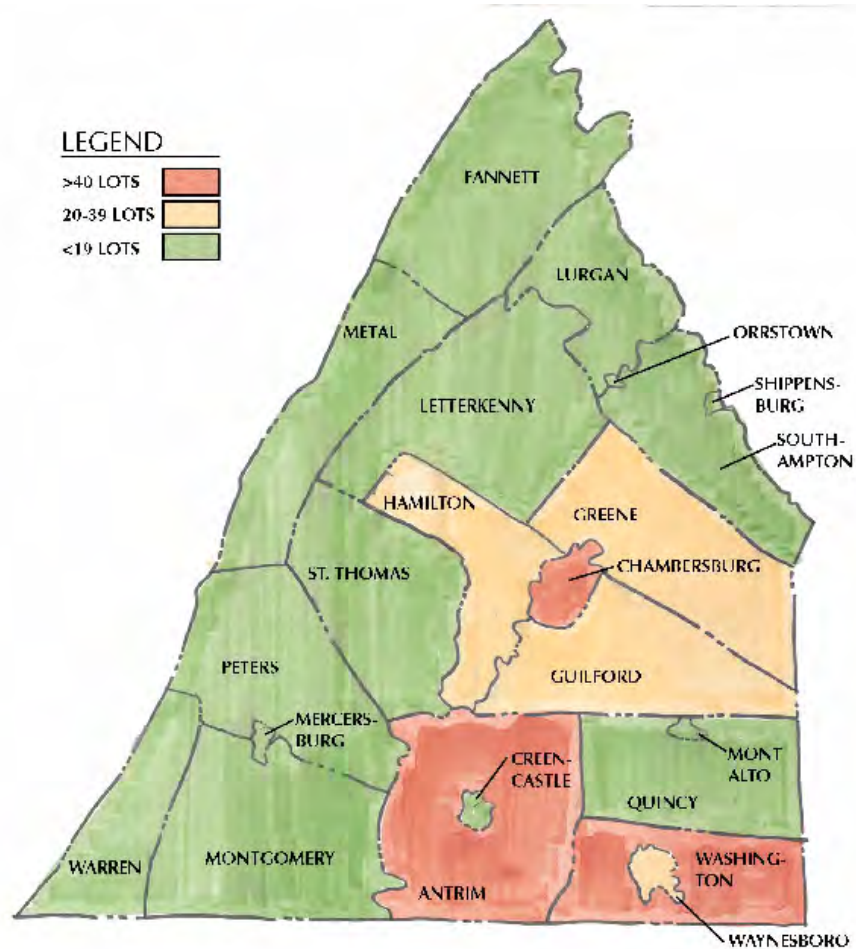 LEGEND
>40 LOTS
20-39 LOTS
<19 LOTS
FANNETT
LURGAN
METAL
ORRSTOWN
SHIPPENS-
BURG
LETTERKENNY
SOUTH-
AMPTON
HAMILTON
GREENE
ST. THOMAS
CHAMBERSBURG
PETERS
GUILFORD
MERCERS-
BURG
GREEN-
CASTLE
MONT
ALTO
QUINCY
WARREN
MONTGOMERY
ANTRIM
WASHING-
TON
WAYNESBORO